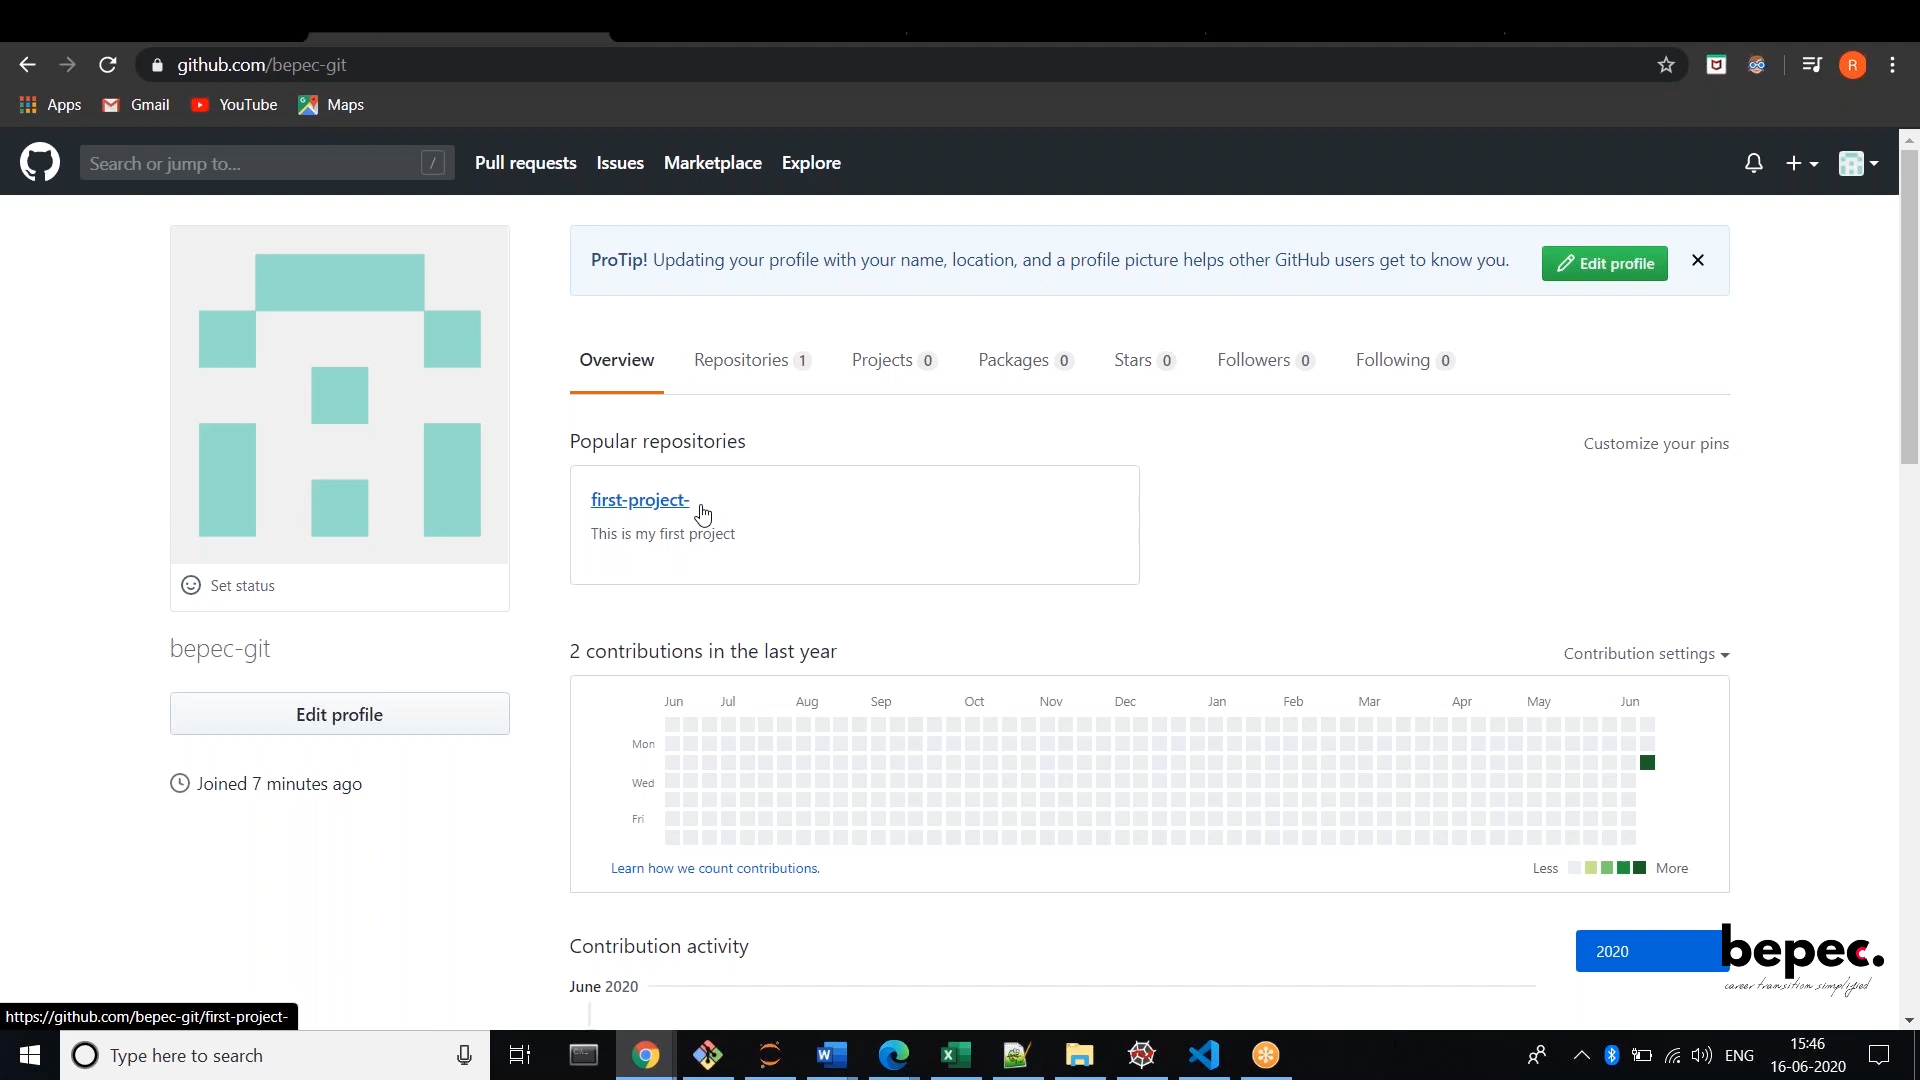 github.com/bepec-git
R
Apps Gmail YouTube Maps
Search or jump to... / Pull requests Issues Marketplace Explore
ProTip! Updating your profile with your name, location, and a profile picture helps other GitHub users get to know you. Edit profile
Overview Repositories 1 Projects 0 Packages 0 Stars 0 Followers 0 Following 0
Popular repositories Customize your pins
first-project-
This is my first project
Set status
bepec-git
Edit profile
Joined 7 minutes ago
2 contributions in the last year Contribution settings
Jun Jul Aug Sep Oct Nov Dec Jan Feb Mar Apr May Jun
Mon
Wed
Fri
Learn how we count contributions. Less More
Contribution activity 2020
bepec.
career transition simplified
June 2020
https://github.com/bepec-git/first-project-
Type here to search
ENG
15:46
16-06-2020